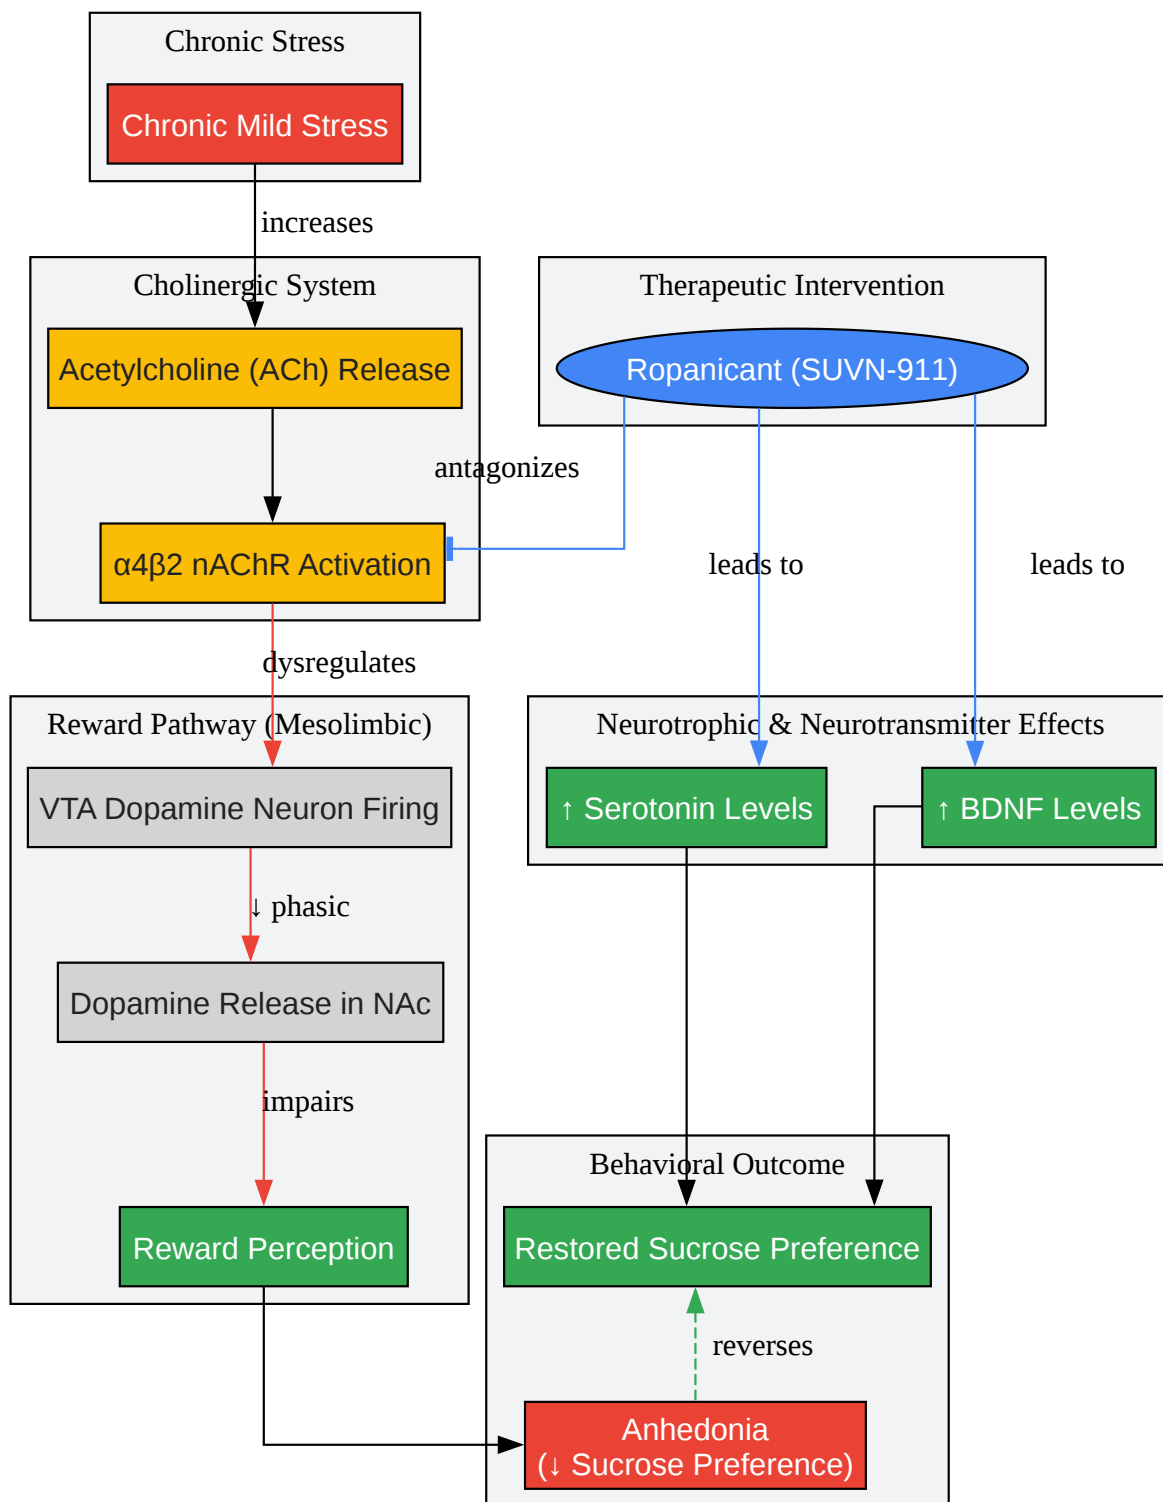 Chronic Stress
Chronic Mild Stress
increases
Cholinergic System
Therapeutic Intervention
Acetylcholine (ACh) Release
Ropanicant (SUVN-911)
antagonizes
α4β2 nAChR Activation
leads to
leads to
dysregulates
Reward Pathway (Mesolimbic)
Neurotrophic & Neurotransmitter Effects
VTA Dopamine Neuron Firing
↑ Serotonin Levels
↑ BDNF Levels
↓ phasic
Dopamine Release in NAc
impairs
Behavioral Outcome
Reward Perception
Restored Sucrose Preference
reverses
Anhedonia
(↓ Sucrose Preference)